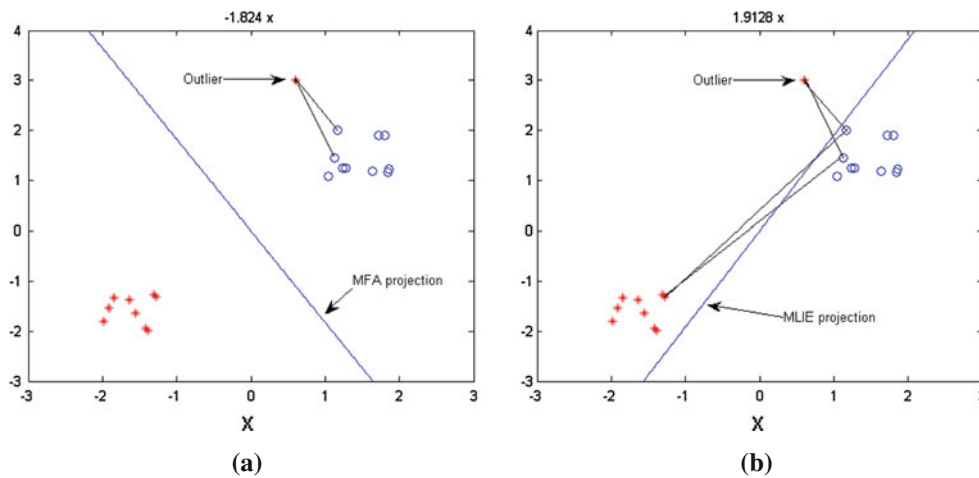 -1.824 x
4
3
2
1
0
-1
-2
-3
-3 -2 -1 0 1 2 3
Outlier
MFA projection
X
(a)
1.9128 x
4
3
2
1
0
-1
-2
-3
-3 -2 -1 0 1 2 3
Outlier
MLIE projection
X
(b)